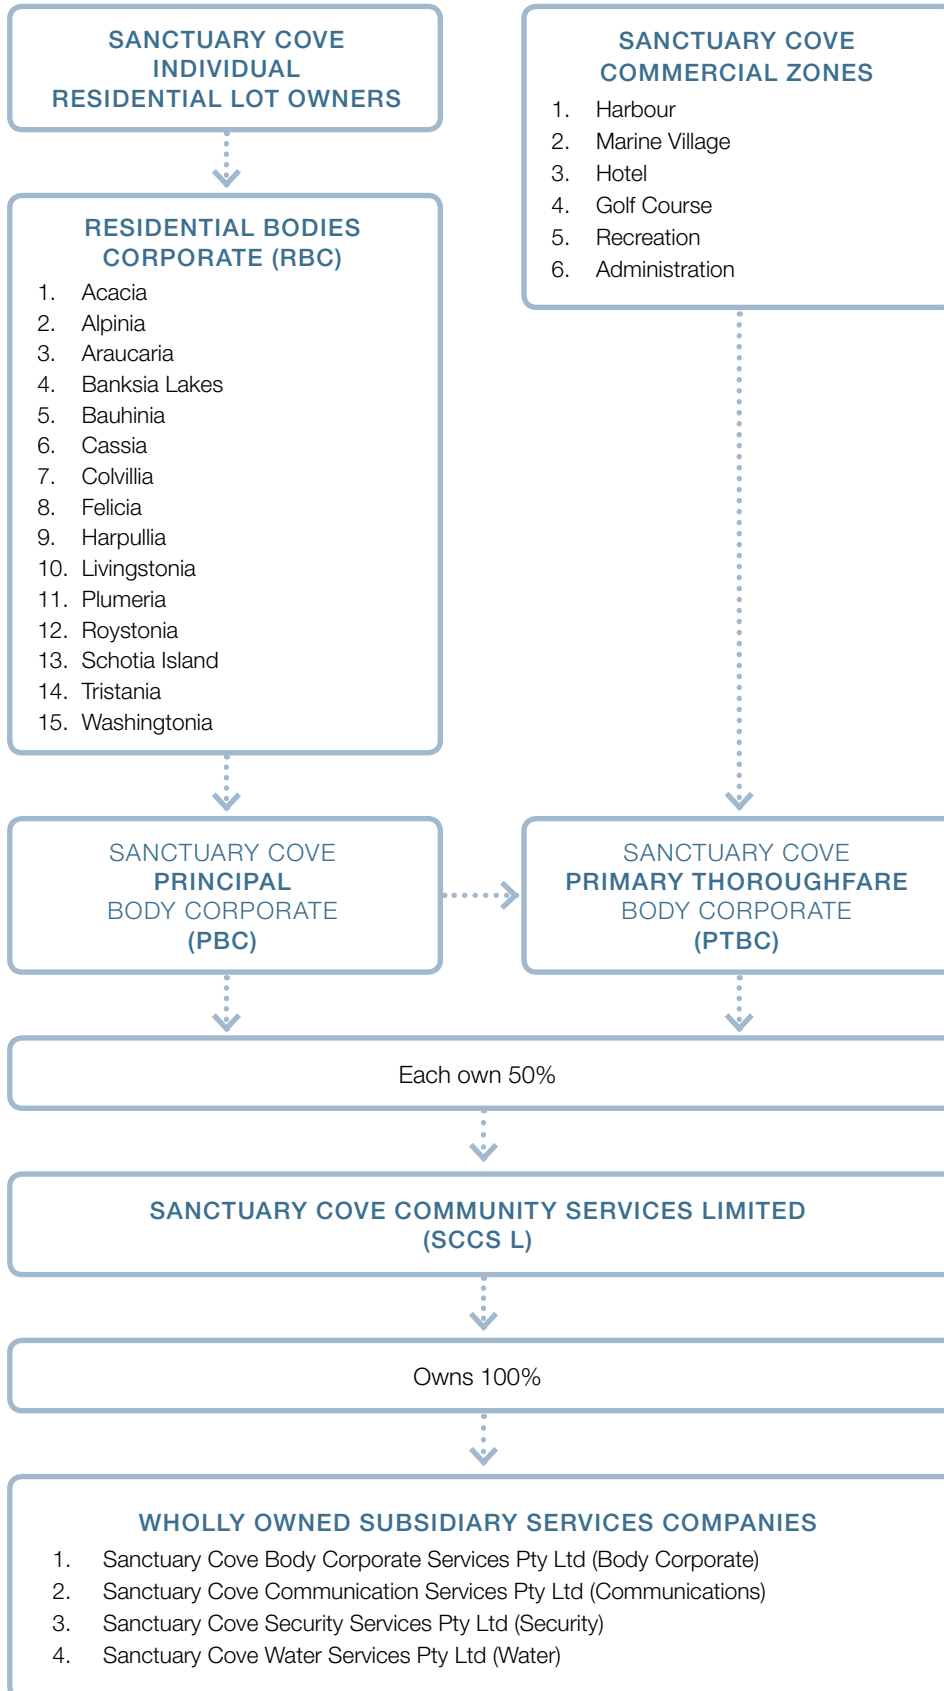 SANCTUARY COVE
INDIVIDUAL
RESIDENTIAL LOT OWNERS
SANCTUARY COVE
COMMERCIAL ZONES
1. Harbour
2. Marine Village
3. Hotel
4. Golf Course
5. Recreation
6. Administration
RESIDENTIAL BODIES
CORPORATE (RBC)
1. Acacia
2. Alpinia
3. Araucaria
4. Banksia Lakes
5. Bauhinia
6. Cassia
7. Colvillia
8. Felicia
9. Harpullia
10. Livingstonia
11. Plumeria
12. Roystonia
13. Schotia Island
14. Tristania
15. Washingtonia
SANCTUARY COVE
PRINCIPAL
BODY CORPORATE
(PBC)
SANCTUARY COVE
PRIMARY THOROUGHFARE
BODY CORPORATE
(PTBC)
Each own 50%
SANCTUARY COVE COMMUNITY SERVICES LIMITED
(SCCS L)
Owns 100%
WHOLLY OWNED SUBSIDIARY SERVICES COMPANIES
1. Sanctuary Cove Body Corporate Services Pty Ltd (Body Corporate)
2. Sanctuary Cove Communication Services Pty Ltd (Communications)
3. Sanctuary Cove Security Services Pty Ltd (Security)
4. Sanctuary Cove Water Services Pty Ltd (Water)